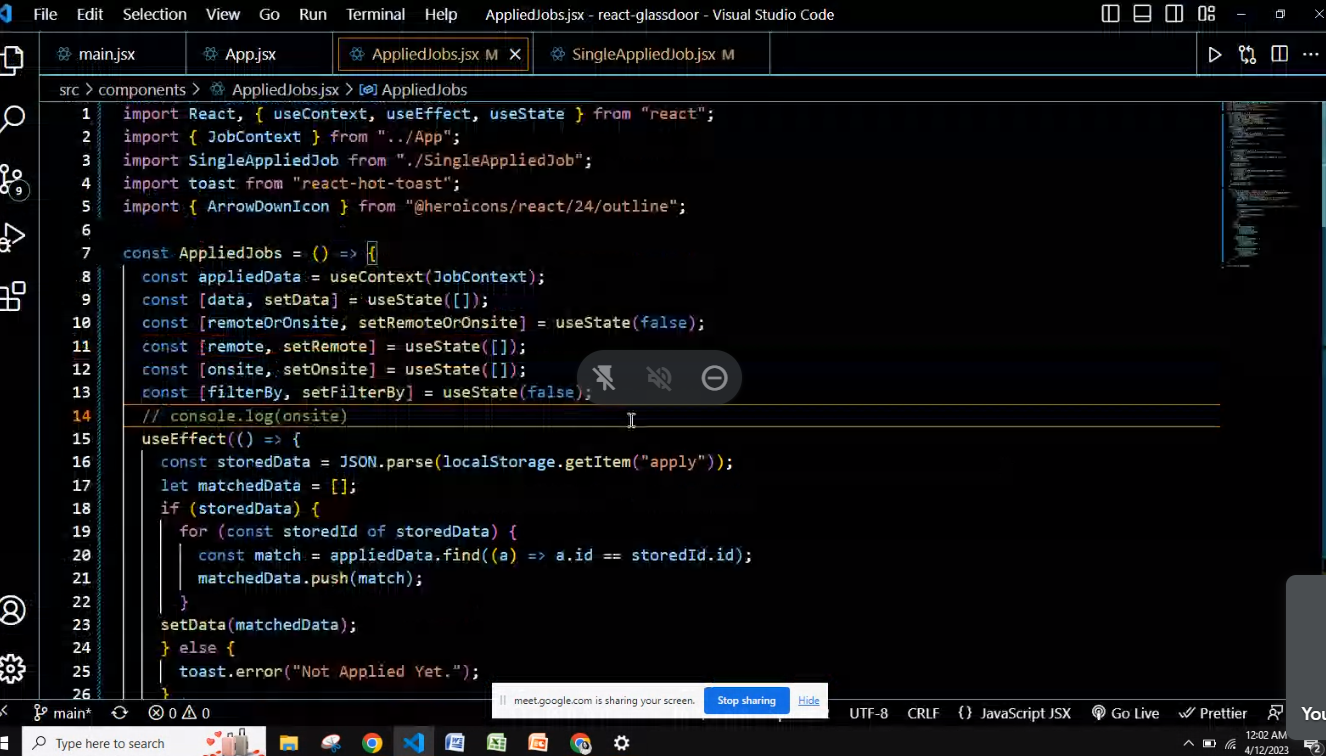 File Edit Selection View Go Run Terminal Help AppliedJobs.jsx - react-glassdoor - Visual Studio Code
main.jsx App.jsx AppliedJobs.jsx M SingleAppliedJob.jsx M
src > components > AppliedJobs.jsx > AppliedJobs
1 import React, { useContext, useEffect, useState } from "react";
2 import { JobContext } from "../App";
3 import SingleAppliedJob from "./SingleAppliedJob";
4 import toast from "react-hot-toast";
5 import { ArrowDownIcon } from "@heroicons/react/24/outline";
6
7 const AppliedJobs = () => {
8 const appliedData = useContext(JobContext);
9 const [data, setData] = useState([]);
10 const [remoteOrOnsite, setRemoteOrOnsite] = useState(false);
11 const [remote, setRemote] = useState([]);
12 const [onsite, setOnsite] = useState([]);
13 const [filterBy, setFilterBy] = useState(false);
14 // console.log(onsite)
15 useEffect(() => {
16 const storedData = JSON.parse(localStorage.getItem("apply"));
17 let matchedData = [];
18 if (storedData) {
19 for (const storedId of storedData) {
20 const match = appliedData.find((a) => a.id == storedId.id);
21 matchedData.push(match);
22 }
23 setData(matchedData);
24 } else {
25 toast.error("Not Applied Yet.");
26 }
9
meet.google.com is sharing your screen. Stop sharing Hide
main* 0 0 UTF-8 CRLF {} JavaScript JSX Go Live Prettier
You
Type here to search
12:02 AM
4/12/2023
2